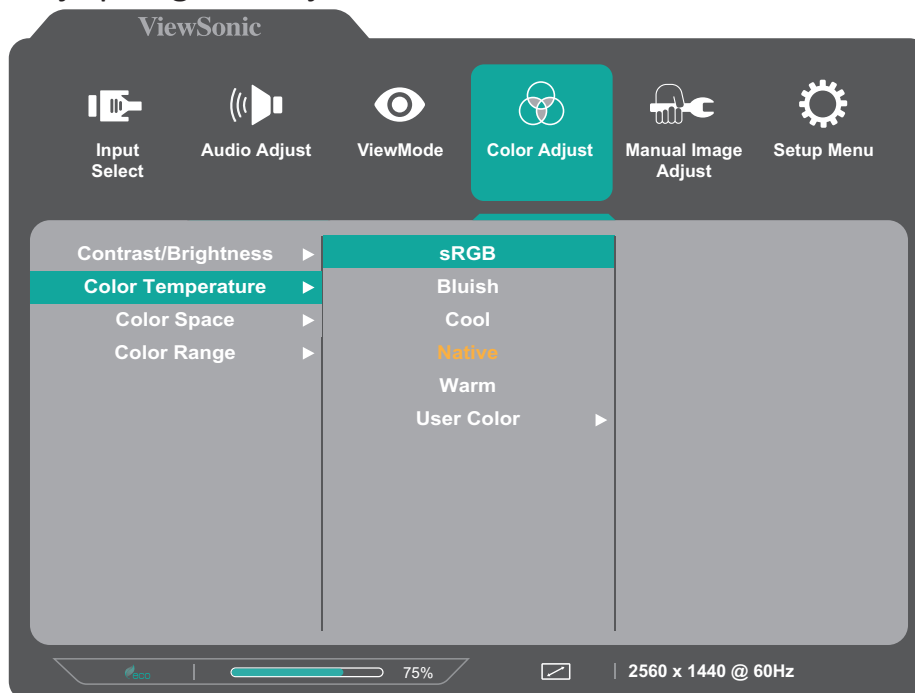 ViewSonic
Input
Select
Audio Adjust
ViewMode
Color Adjust
Manual Image
Adjust
Setup Menu
Contrast/Brightness
Color Temperature
Color Space
Color Range
sRGB
Bluish
Cool
Native
Warm
User Color
eco
75%
2560 x 1440 @ 60Hz